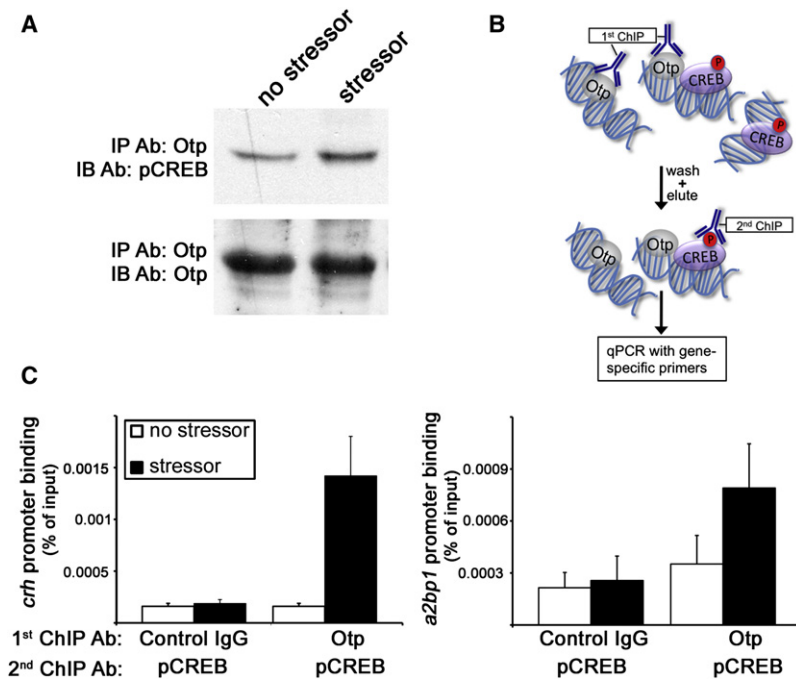 A
no stressor
stressor
IP Ab: Otp
IB Ab: pCREB
IP Ab: Otp
IB Ab: Otp
B
1st ChIP
Otp
Otp
CREB
P
CREB
P
wash
+
elute
2nd ChIP
Otp
Otp
CREB
P
qPCR with gene-
specific primers
C
crh promoter binding
(% of input)
0.0015
0.001
0.0005
no stressor
stressor
a2bp1 promoter binding
(% of input)
0.0009
0.0006
0.0003
1st ChIP Ab: Control IgG Otp
2nd ChIP Ab: pCREB pCREB
Control IgG Otp
pCREB pCREB